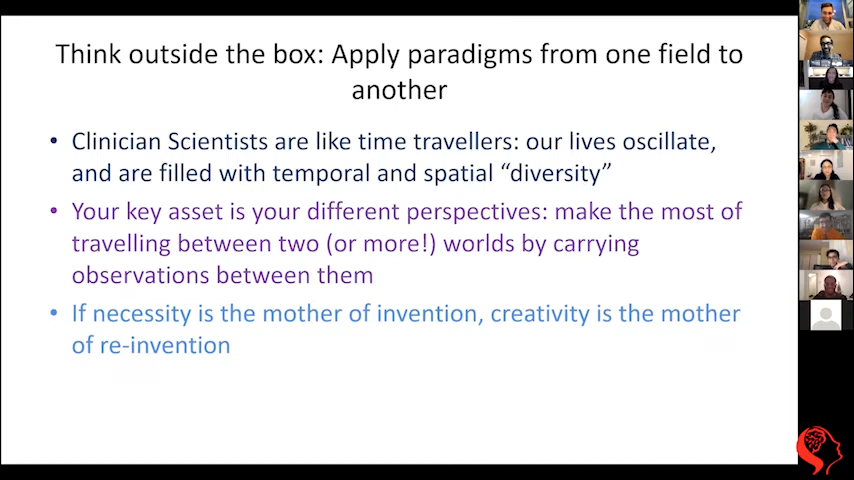 Think outside the box: Apply paradigms from one field to
another
• Clinician Scientists are like time travellers: our lives oscillate,
and are filled with temporal and spatial “diversity”
• Your key asset is your different perspectives: make the most of
travelling between two (or more!) worlds by carrying
observations between them
• If necessity is the mother of invention, creativity is the mother
of re-invention